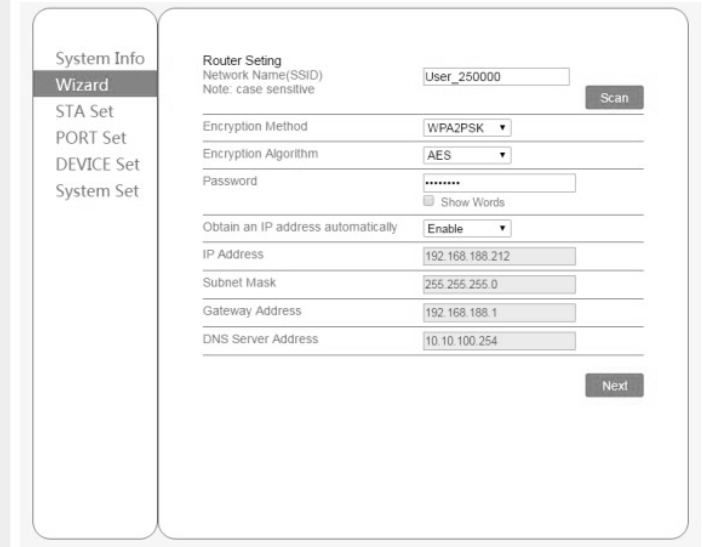 System Info
Wizard
STA Set
PORT Set
DEVICE Set
System Set
Router Seting
Network Name(SSID)
Note: case sensitive
User_250000
Scan
Encryption Method
WPA2PSK
Encryption Algorithm
AES
Password
••••••••
Show Words
Obtain an IP address automatically
Enable
IP Address
192.168.188.212
Subnet Mask
255.255.255.0
Gateway Address
192.168.188.1
DNS Server Address
10.10.100.254
Next